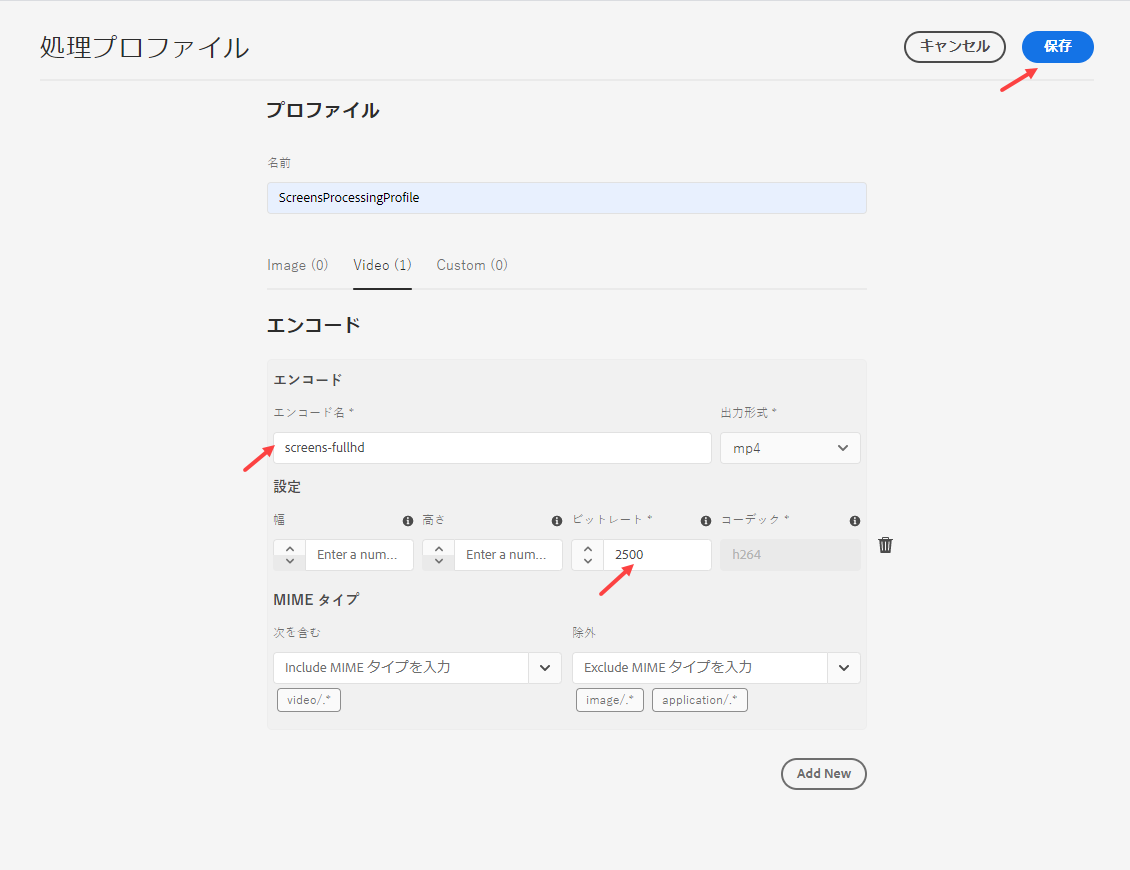 処理プロファイル
キャンセル
保存
プロファイル
名前
ScreensProcessingProfile
Image (0) Video (1) Custom (0)
エンコード
エンコード
エンコード名 * 出力形式 *
screens-fullhd mp4
設定
幅 高さ ビットレート * コーデック *
Enter a num... Enter a num... 2500 h264
MIME タイプ
次を含む 除外
Include MIME タイプを入力 Exclude MIME タイプを入力
video/.* image/.* application/.*
Add New